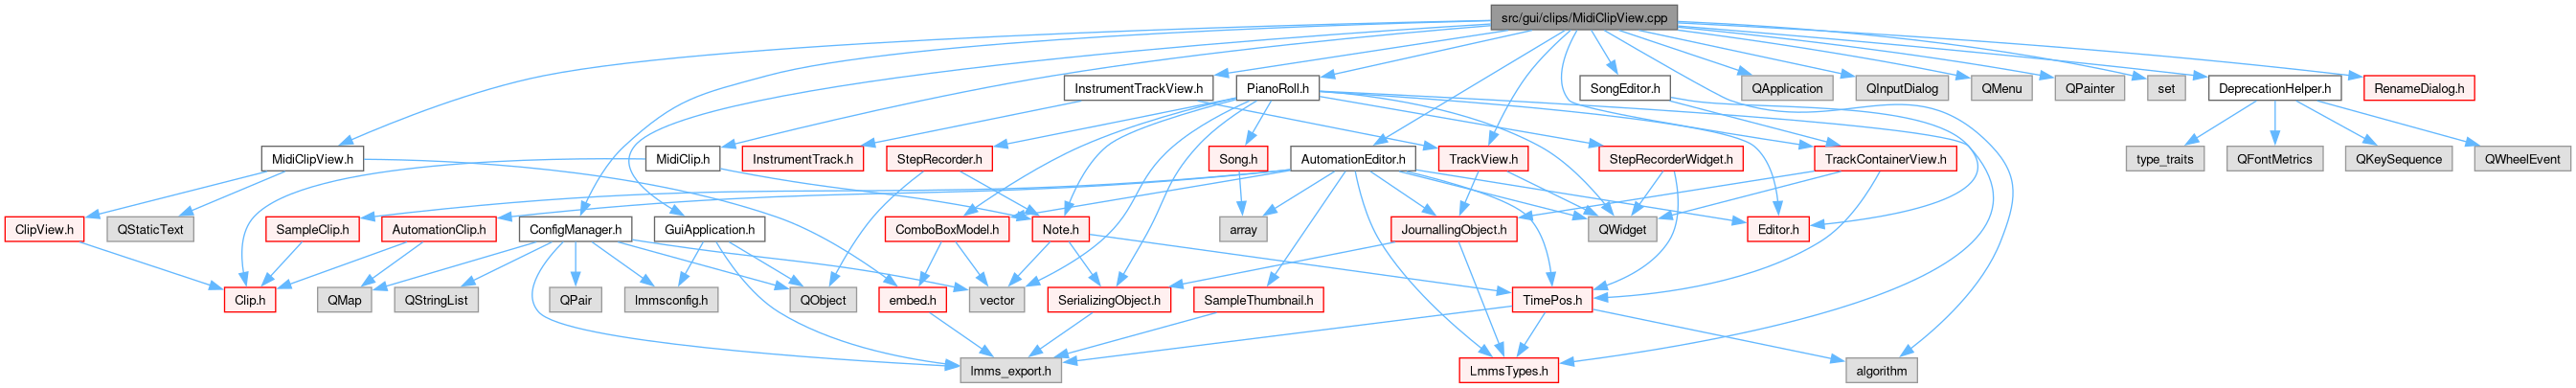 src/gui/clips/MidiClipView.cpp
InstrumentTrackView.h
PianoRoll.h
SongEditor.h
QApplication
QInputDialog
QMenu
QPainter
set
DeprecationHelper.h
RenameDialog.h
MidiClipView.h
MidiClip.h
InstrumentTrack.h
StepRecorder.h
Song.h
AutomationEditor.h
TrackView.h
StepRecorderWidget.h
TrackContainerView.h
type_traits
QFontMetrics
QKeySequence
QWheelEvent
ClipView.h
QStaticText
SampleClip.h
AutomationClip.h
ConfigManager.h
GuiApplication.h
ComboBoxModel.h
Note.h
array
JournallingObject.h
QWidget
Editor.h
Clip.h
QMap
QStringList
QPair
lmmsconfig.h
QObject
embed.h
vector
SerializingObject.h
SampleThumbnail.h
TimePos.h
lmms_export.h
LmmsTypes.h
algorithm